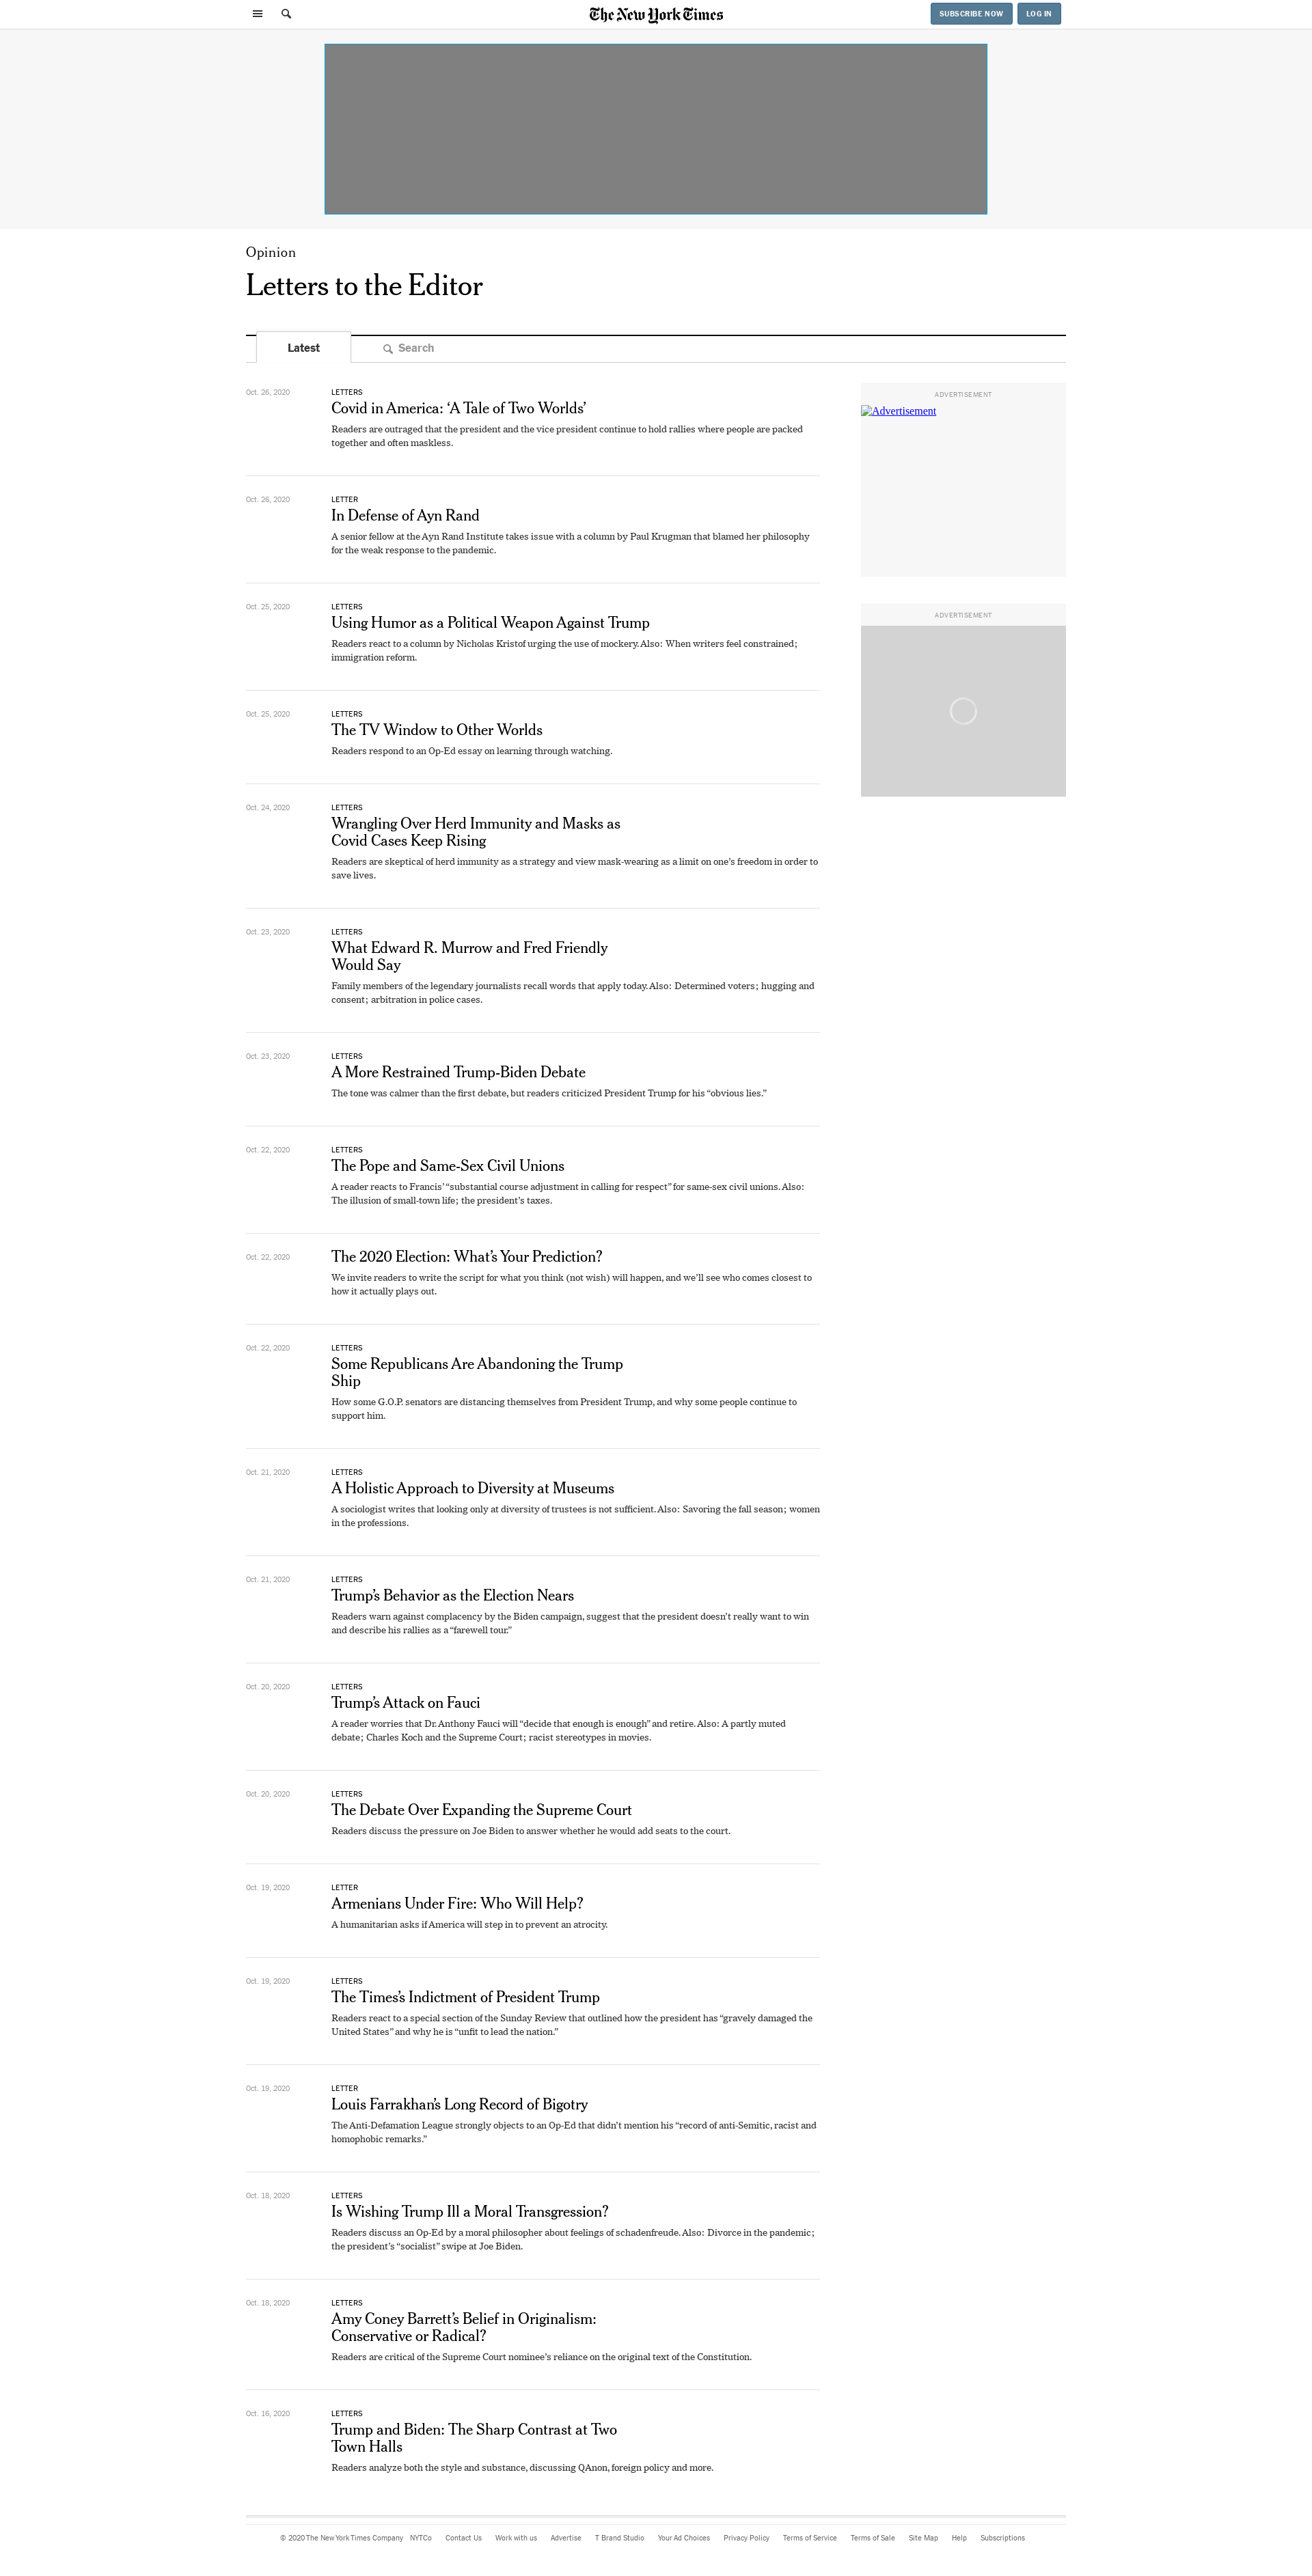 The New York Times
SUBSCRIBE NOW
LOG IN
Opinion
Letters to the Editor
Latest
Search
Oct. 26, 2020
LETTERS
Covid in America: ‘A Tale of Two Worlds’
Readers are outraged that the president and the vice president continue to hold rallies where people are packed
together and often maskless.
ADVERTISEMENT
Advertisement
Oct. 26, 2020
LETTER
In Defense of Ayn Rand
A senior fellow at the Ayn Rand Institute takes issue with a column by Paul Krugman that blamed her philosophy
for the weak response to the pandemic.
Oct. 25, 2020
LETTERS
Using Humor as a Political Weapon Against Trump
Readers react to a column by Nicholas Kristof urging the use of mockery. Also: When writers feel constrained;
immigration reform.
ADVERTISEMENT
Oct. 25, 2020
LETTERS
The TV Window to Other Worlds
Readers respond to an Op-Ed essay on learning through watching.
Oct. 24, 2020
LETTERS
Wrangling Over Herd Immunity and Masks as
Covid Cases Keep Rising
Readers are skeptical of herd immunity as a strategy and view mask-wearing as a limit on one’s freedom in order to
save lives.
Oct. 23, 2020
LETTERS
What Edward R. Murrow and Fred Friendly
Would Say
Family members of the legendary journalists recall words that apply today. Also: Determined voters; hugging and
consent; arbitration in police cases.
Oct. 23, 2020
LETTERS
A More Restrained Trump-Biden Debate
The tone was calmer than the first debate, but readers criticized President Trump for his “obvious lies.”
Oct. 22, 2020
LETTERS
The Pope and Same-Sex Civil Unions
A reader reacts to Francis’ “substantial course adjustment in calling for respect” for same-sex civil unions. Also:
The illusion of small-town life; the president’s taxes.
Oct. 22, 2020
The 2020 Election: What’s Your Prediction?
We invite readers to write the script for what you think (not wish) will happen, and we’ll see who comes closest to
how it actually plays out.
Oct. 22, 2020
LETTERS
Some Republicans Are Abandoning the Trump
Ship
How some G.O.P. senators are distancing themselves from President Trump, and why some people continue to
support him.
Oct. 21, 2020
LETTERS
A Holistic Approach to Diversity at Museums
A sociologist writes that looking only at diversity of trustees is not sufficient. Also: Savoring the fall season; women
in the professions.
Oct. 21, 2020
LETTERS
Trump’s Behavior as the Election Nears
Readers warn against complacency by the Biden campaign, suggest that the president doesn’t really want to win
and describe his rallies as a “farewell tour.”
Oct. 20, 2020
LETTERS
Trump’s Attack on Fauci
A reader worries that Dr. Anthony Fauci will “decide that enough is enough” and retire. Also: A partly muted
debate; Charles Koch and the Supreme Court; racist stereotypes in movies.
Oct. 20, 2020
LETTERS
The Debate Over Expanding the Supreme Court
Readers discuss the pressure on Joe Biden to answer whether he would add seats to the court.
Oct. 19, 2020
LETTER
Armenians Under Fire: Who Will Help?
A humanitarian asks if America will step in to prevent an atrocity.
Oct. 19, 2020
LETTERS
The Times’s Indictment of President Trump
Readers react to a special section of the Sunday Review that outlined how the president has “gravely damaged the
United States” and why he is “unfit to lead the nation.”
Oct. 19, 2020
LETTER
Louis Farrakhan’s Long Record of Bigotry
The Anti-Defamation League strongly objects to an Op-Ed that didn’t mention his “record of anti-Semitic, racist and
homophobic remarks.”
Oct. 18, 2020
LETTERS
Is Wishing Trump Ill a Moral Transgression?
Readers discuss an Op-Ed by a moral philosopher about feelings of schadenfreude. Also: Divorce in the pandemic;
the president’s “socialist” swipe at Joe Biden.
Oct. 18, 2020
LETTERS
Amy Coney Barrett’s Belief in Originalism:
Conservative or Radical?
Readers are critical of the Supreme Court nominee’s reliance on the original text of the Constitution.
Oct. 16, 2020
LETTERS
Trump and Biden: The Sharp Contrast at Two
Town Halls
Readers analyze both the style and substance, discussing QAnon, foreign policy and more.
© 2020 The New York Times Company NYTCo Contact Us Work with us Advertise T Brand Studio Your Ad Choices Privacy Policy Terms of Service Terms of Sale Site Map Help Subscriptions